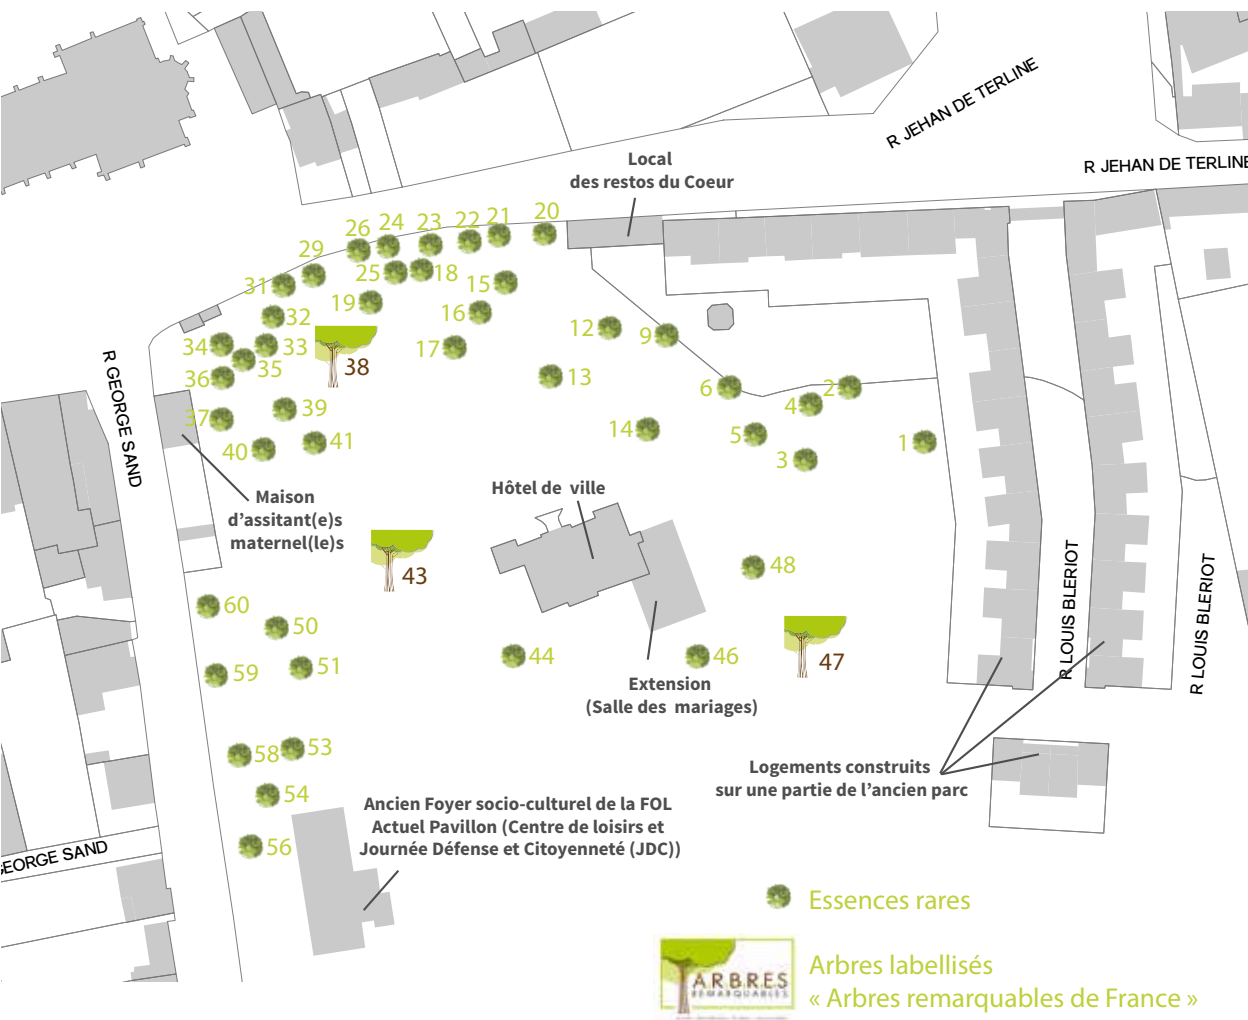 R JEHAN DE TERLINE
R JEHAN DE TERLINE
Local
des restos du Coeur
20
21
22
23
24
26
29
25
18
15
31
19
16
32
12
9
34
33
17
35
38
36
13
6
2
4
37
39
14
5
1
40
41
3
R GEORGE SAND
Maison
d'assitant(e)s
maternel(le)s
Hôtel de ville
43
48
60
50
44
46
47
59
51
R LOUIS BLERIOT
R LOUIS BLERIOT
Extension
(Salle des mariages)
58
53
54
56
Logements construits
sur une partie de l'ancien parc
Ancien Foyer socio-culturel de la FOL
Actuel Pavillon (Centre de loisirs et
Journée Défense et Citoyenneté (JDC))
GEORGE SAND
Essences rares
ARBRES
REMARQUABLES
Arbres labellisés
« Arbres remarquables de France »